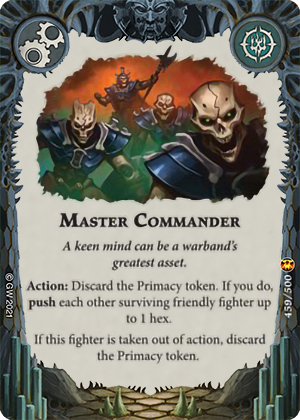 MASTER COMMANDER
A keen mind can be a warband's
greatest asset.
Action: Discard the Primacy token. If you do,
push each other surviving friendly fighter up
to 1 hex.
If this fighter is taken out of action, discard
the Primacy token.
© GW 2021
459/500